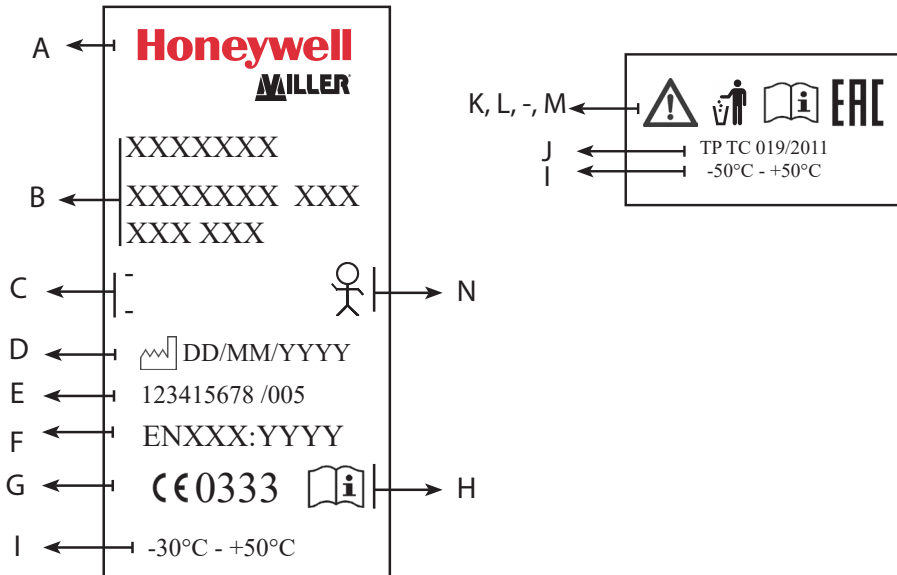 A
Honeywell
MILLER
XXXXXXX
B
XXXXXXX XXX
XXX XXX
C
-
-
N
D
DD/MM/YYYY
E
123415678 /005
F
ENXXX:YYYY
G
CE0333
i
H
I
-30°C - +50°C
K, L, -, M
! i EAC
J
TP TC 019/2011
I
-50°C - +50°C